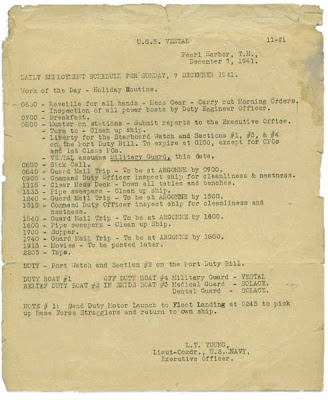 U.S.S. VESTAL 11-21
Pearl Harbor, T.H.,
December 7, 1941.
DAILY EMPLOYMENT SCHEDULE FOR SUNDAY, 7 DECEMBER 1941.
Work of the Day - Holiday Routine.
Reveille for all hands - Mess Gear - Carry out Morning Orders.
Inspection of all power boats by Duty Engineer Officer.
0700 - Breakfast.
0800 - Muster on stations - Submit reports to the Executive Office.
Turn to - Clean up ship.
Liberty for the Starboard Watch and Sections #1, #3, & #4
on the Port Duty Bill. To expire at 0100, except for CPOs
and 1st Class POs.
VESTAL assumes Military Guard, this date.
Sick Call.
0840 - Guard Mail Trip - To be at ARGONNE by 0900.
0900 - Command Duty Officer inspect ship for cleanliness & neatness.
1115 - Clear Mess Deck - Down all tables and benches.
Pipe sweepers - Clean up ship.
1240 - Guard Mail Trip - To be at ARGONNE by 1300.
Command Duty Officer inspect ship for cleanliness and
neatness.
1540 - Guard Mail Trip - To be at ARGONNE by 1600.
1600 - Pipe sweepers - Clean up Ship.
1700 - Supper.
1740 - Guard Mail Trip - To be at ARGONNE by 1800.
Movies - To be posted later.
2205 - Taps.
DUTY - Port Watch and Section on the Port Duty Bill.
DUTY BOAT #1 OFF DUTY BOAT #4 Military Guard - VESTAL
RELIEF DUTY BOAT #2 IN SKIDS BOAT #3 Medical Guard - SOLACE.
Dental Guard - SOLACE.
NOTE # 1: Send Duty Motor Launch to Fleet Landing at 0245 to pick
up Base Force Stragglers and return to own ship.
L.T. YOUNG,
Lieut-Comdr., U.S. NAVY,
Executive Officer.